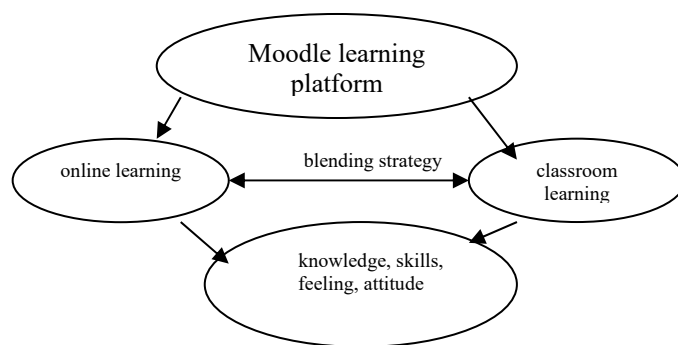 Moodle learning
platform
online learning
blending strategy
classroom
learning
knowledge, skills,
feeling, attitude